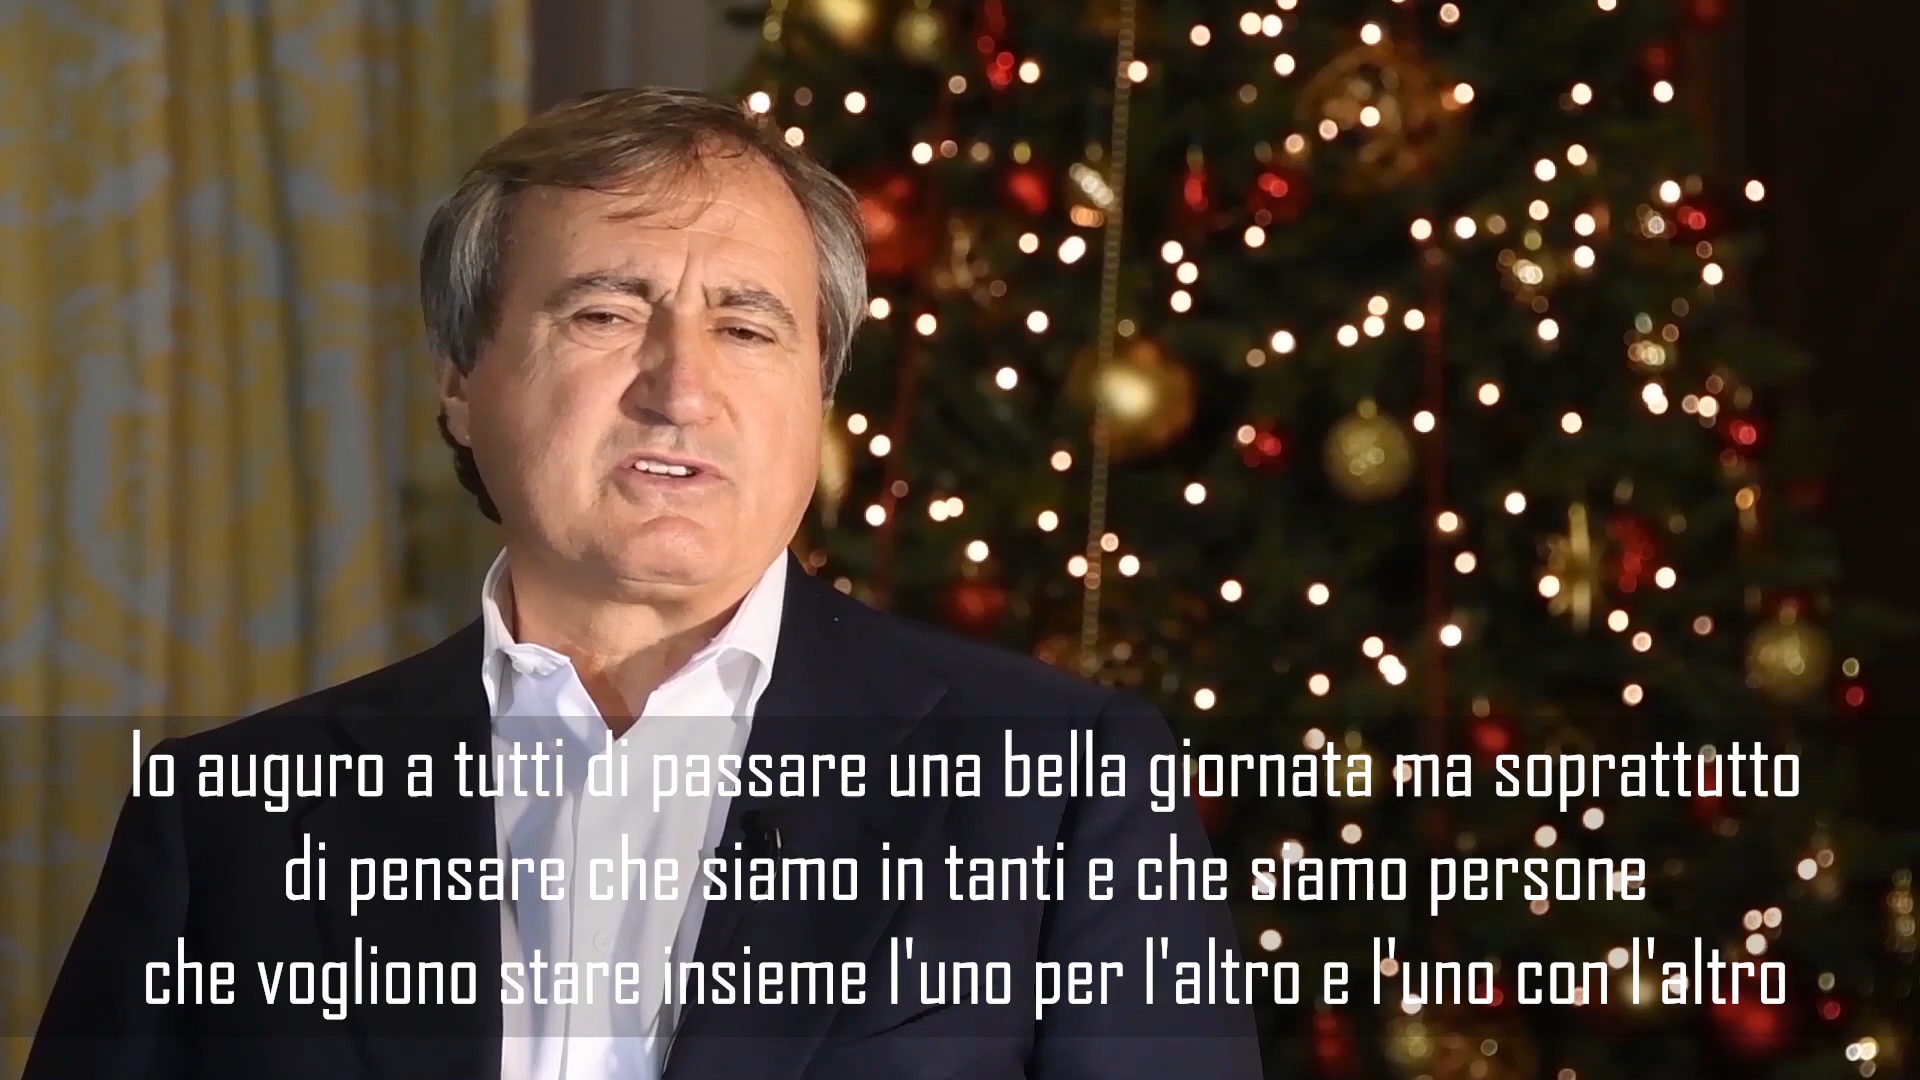 Io auguro a tutti di passare una bella giornata ma soprattutto
di pensare che siamo in tanti e che siamo persone
che vogliono stare insieme l'uno per l'altro e l'uno con l'altro